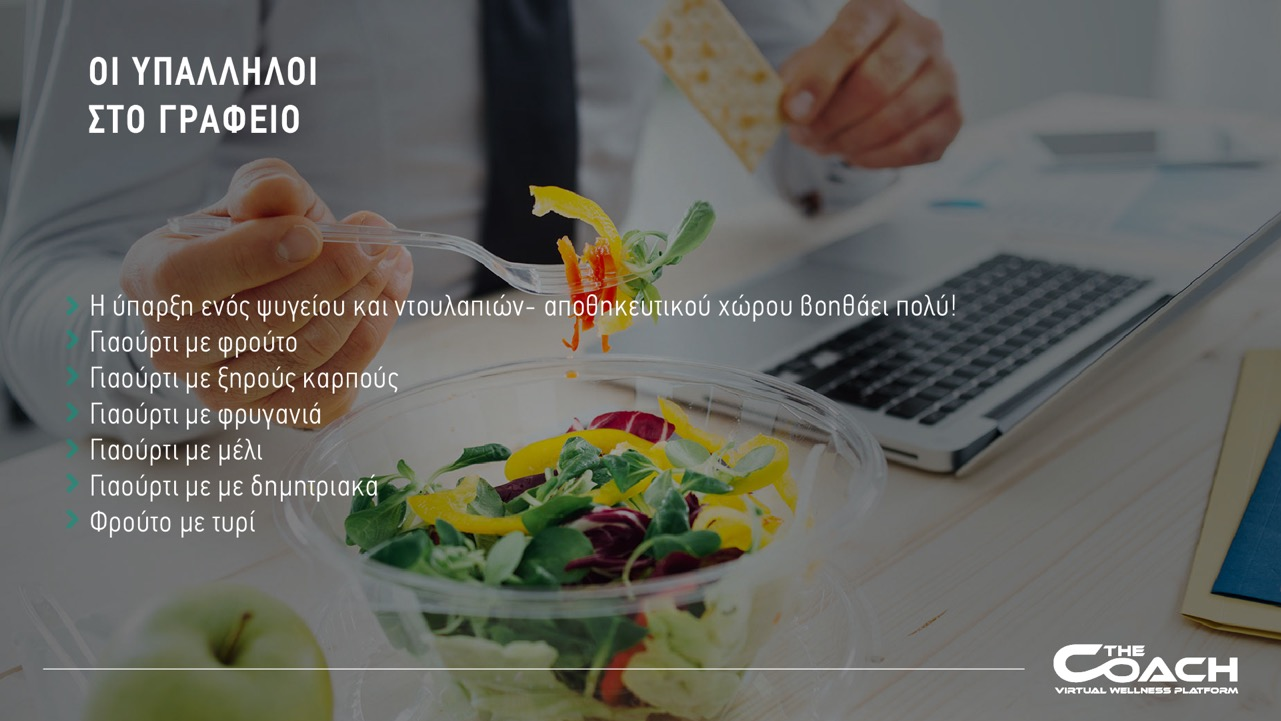 ΟΙ ΥΠΑΛΛΗΛΟΙ
ΣΤΟ ΓΡΑΦΕΙΟ
Η ύπαρξη ενός ψυγείου και ντουλαπιών- αποθηκευτικού χώρου βοηθάει πολύ!
Γιαούρτι με φρούτο
Γιαούρτι με ξηρούς καρπούς
Γιαούρτι με φρυγανιά
Γιαούρτι με μέλι
Γιαούρτι με με δημητριακά
Φρούτο με τυρί
THE
COACH
VIRTUAL WELLNESS PLATFORM